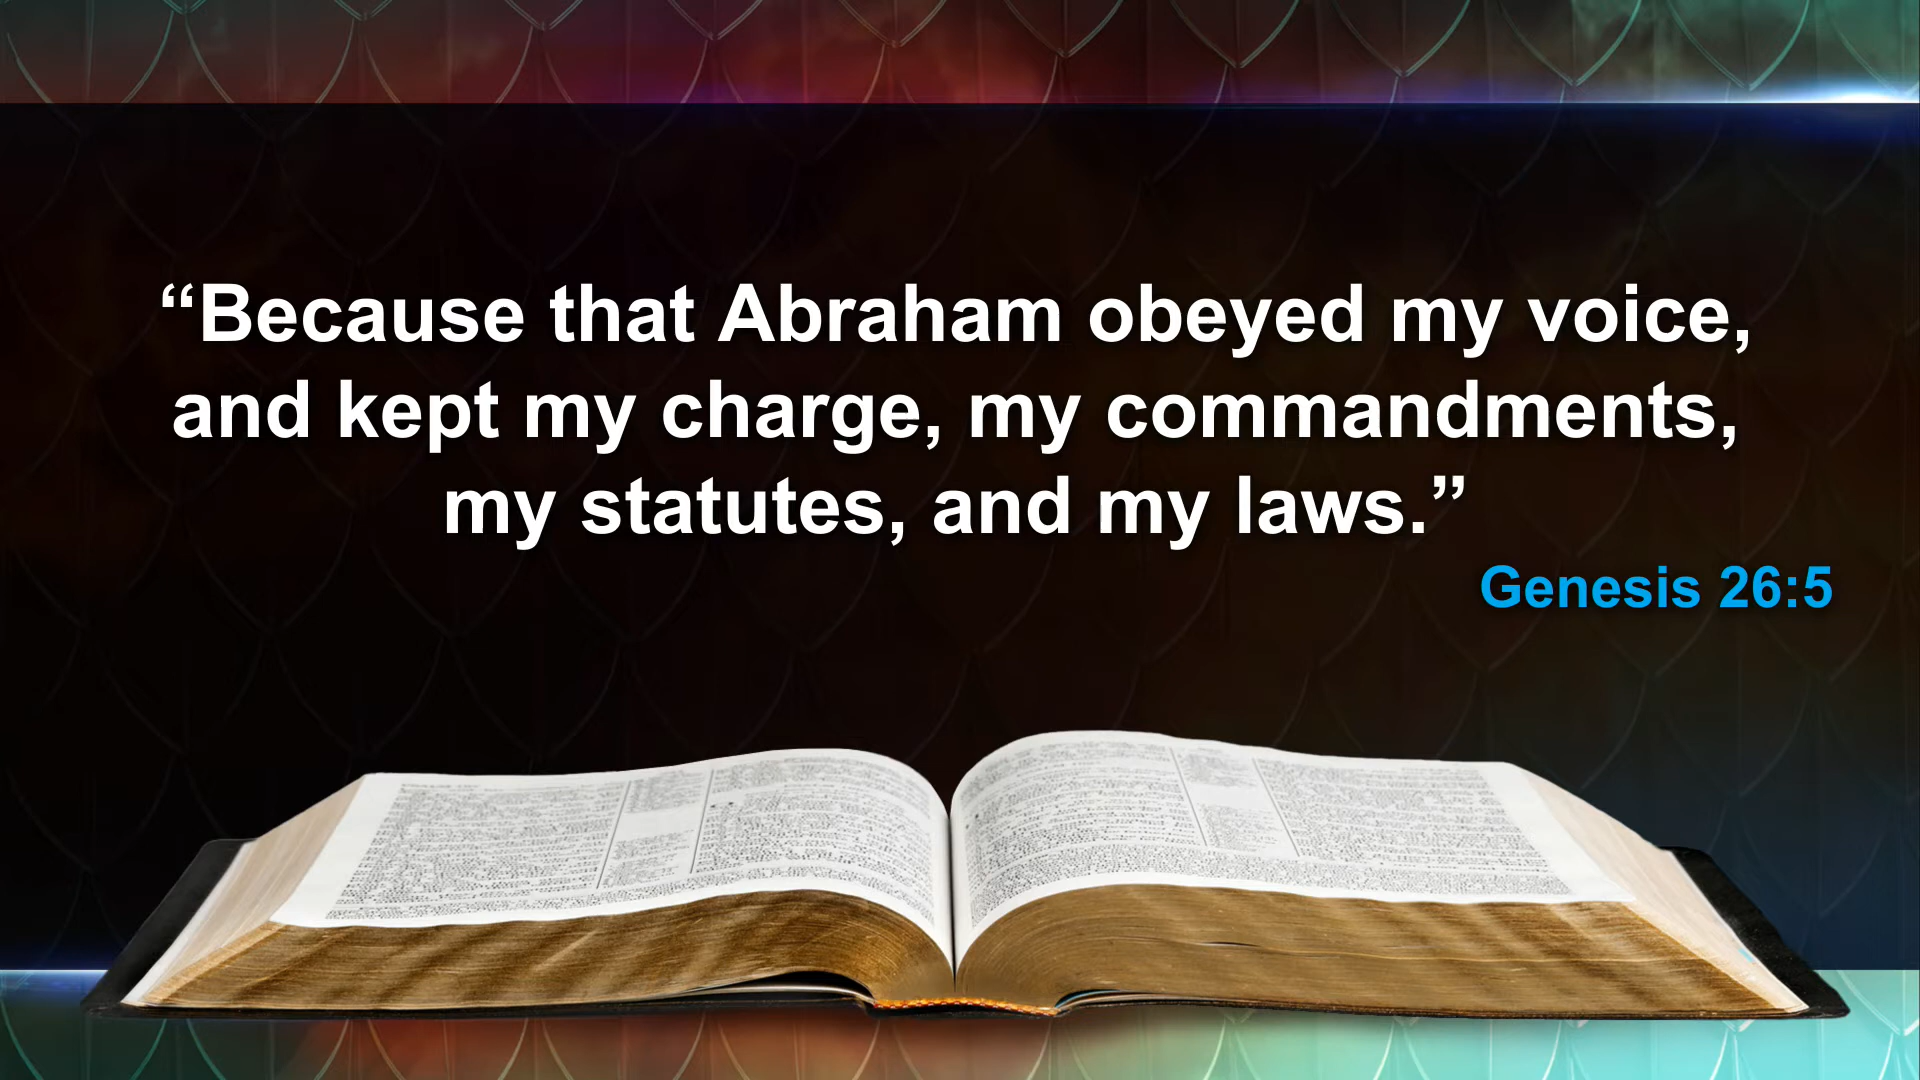 “Because that Abraham obeyed my voice,
and kept my charge, my commandments,
my statutes, and my laws.”
Genesis 26:5